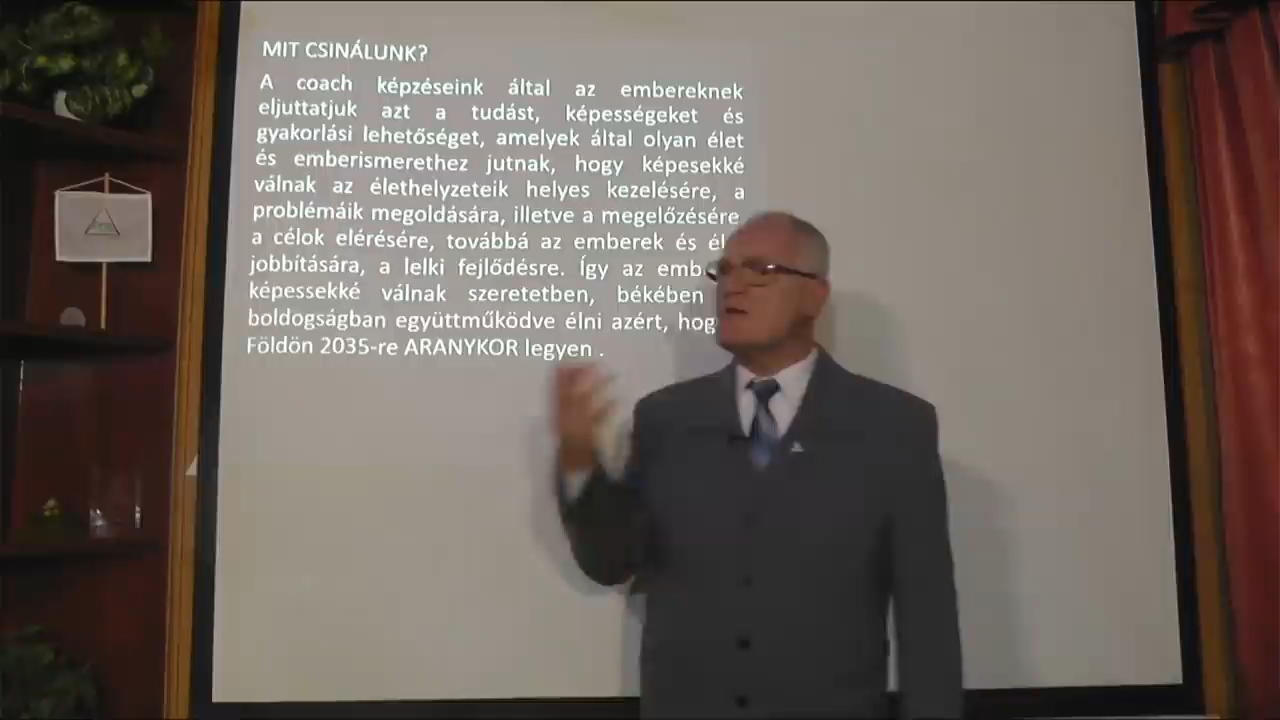 MIT CSINÁLUNK?
A coach képzéseink által az embereknek
eljuttatjuk azt a tudást, képességeket és
gyakorlási lehetőséget, amelyek által olyan élet
és emberismerethez jutnak, hogy képesekké
válnak az élethelyzeteik helyes kezelésére, a
problémáik megoldására, illetve a megelőzésére
a célok elérésére, továbbá az emberek és
jobbítására, a lelki fejlődésre. Így az
képessekké válnak szeretetben, békében
boldogságban együttműködve élni azért,
Földön 2035-re ARANYKOR legyen .